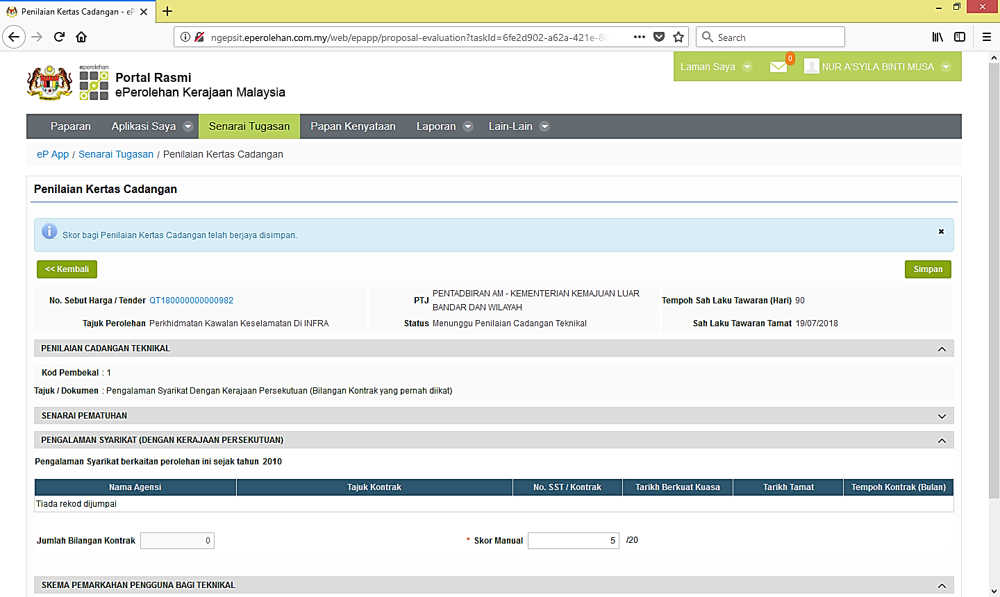 Penilaian Kertas Cadangan - eP
ngepsit.eperolehan.com.my/web/epapp/proposal-evaluation?taskId=6fe2d902-a62a-421e-86
Search
Laman Saya
0
NUR A'SYILA BINTI MUSA
eperolehan
Portal Rasmi
ePerolehan Kerajaan Malaysia
Paparan Aplikasi Saya Senarai Tugasan Papan Kenyataan Laporan Lain-Lain
eP App / Senarai Tugasan / Penilaian Kertas Cadangan
Penilaian Kertas Cadangan
Skor bagi Penilaian Kertas Cadangan telah berjaya disimpan.
<< Kembali
Simpan
No. Sebut Harga / Tender QT180000000000982
PTJ PENTADBIRAN AM - KEMENTERIAN KEMAJUAN LUAR
BANDAR DAN WILAYAH
Tempoh Sah Laku Tawaran (Hari) 90
Tajuk Perolehan Perkhidmatan Kawalan Keselamatan Di INFRA
Status Menunggu Penilaian Cadangan Teknikal
Sah Laku Tawaran Tamat 19/07/2018
PENILAIAN CADANGAN TEKNIKAL
Kod Pembekal : 1
Tajuk / Dokumen : Pengalaman Syarikat Dengan Kerajaan Persekutuan (Bilangan Kontrak yang pernah diikat)
SENARAI PEMATUHAN
PENGALAMAN SYARIKAT (DENGAN KERAJAAN PERSEKUTUAN)
Pengalaman Syarikat berkaitan perolehan ini sejak tahun 2010
Nama Agensi Tajuk Kontrak No. SST / Kontrak Tarikh Berkuat Kuasa Tarikh Tamat Tempoh Kontrak (Bulan)
Tiada rekod dijumpai
Jumlah Bilangan Kontrak 0
* Skor Manual 5 /20
SKEMA PEMARKAHAN PENGGUNA BAGI TEKNIKAL